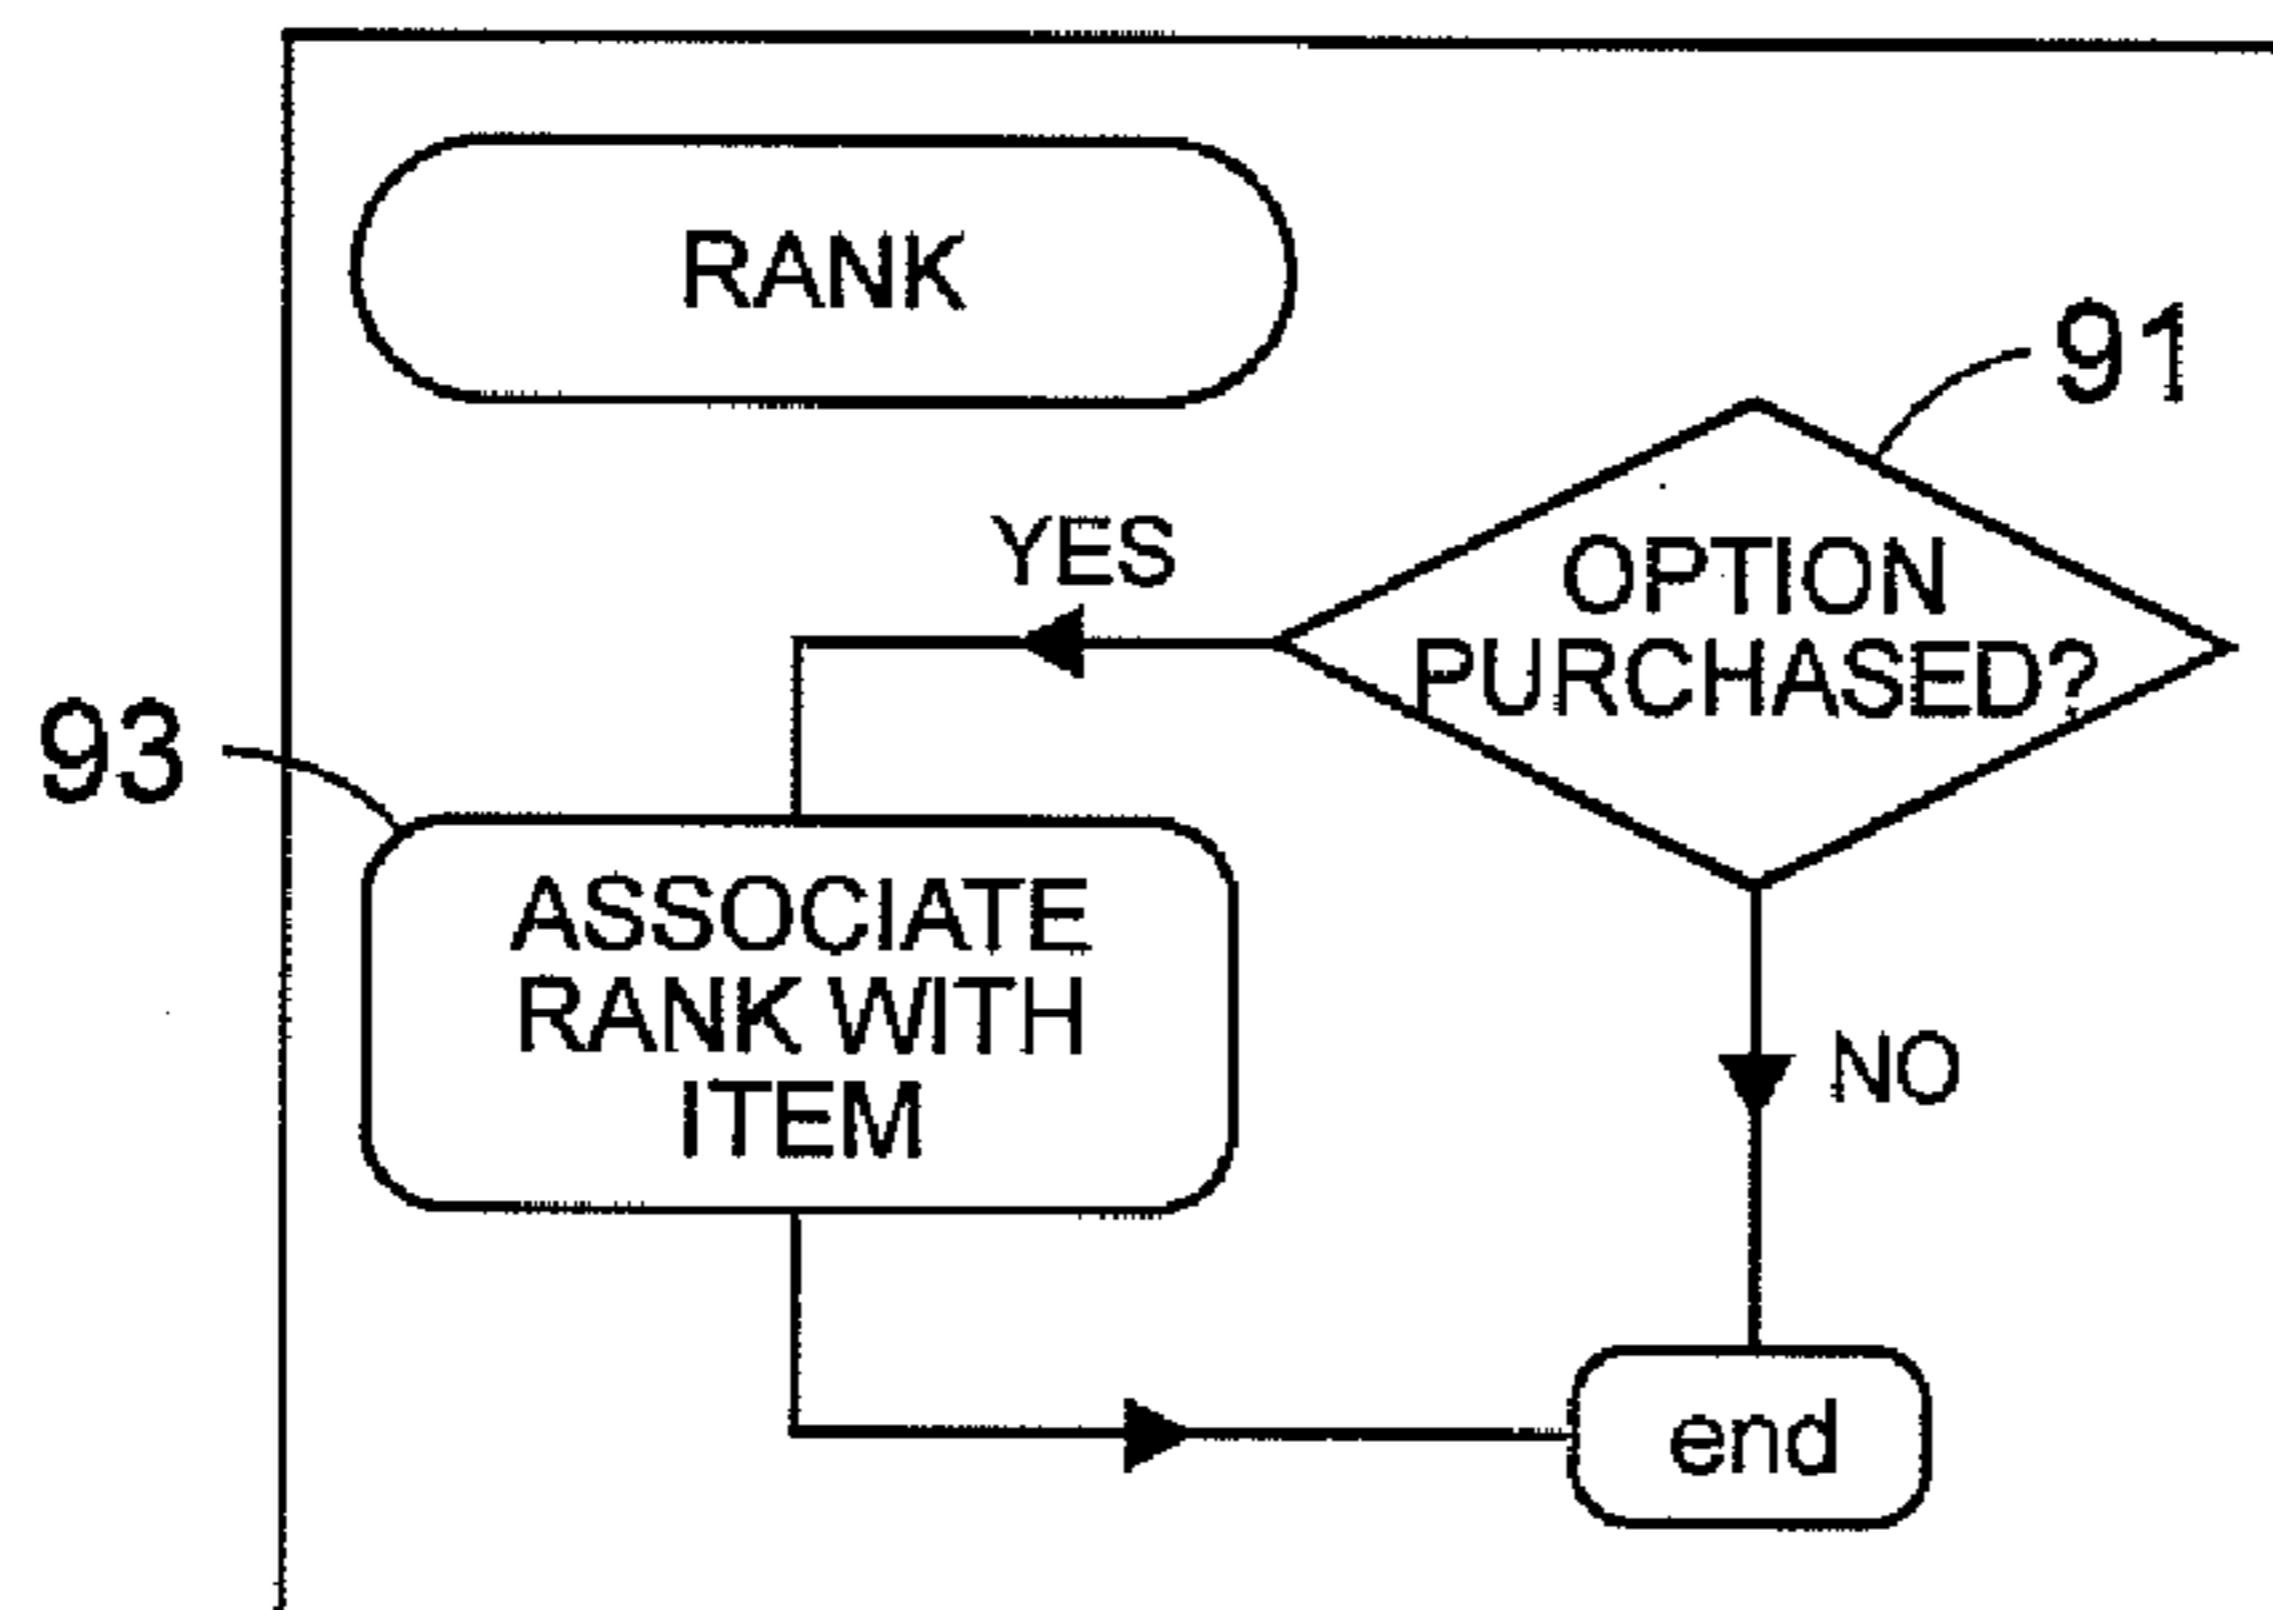 RANK
91
OPTION
PURCHASED?
YES
93
ASSOCIATE
RANK WITH
ITEM
NO
end